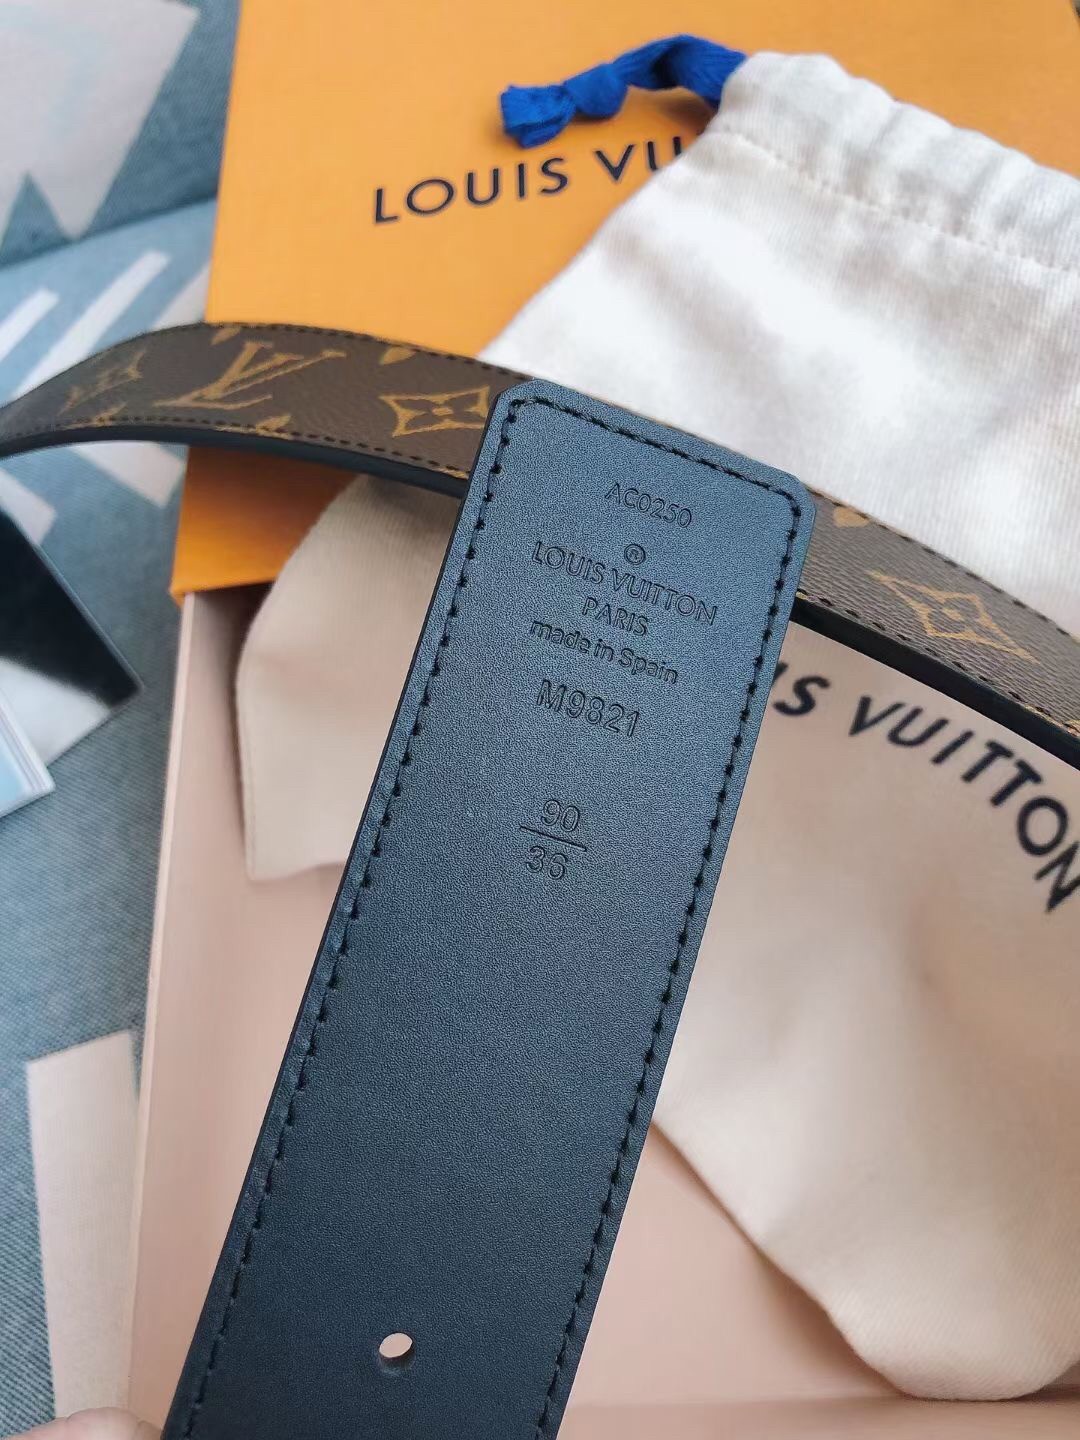 LOUIS VU
AC0250
®
LOUIS VUITTON
PARIS
made in Spain
M9821
90
36
IS VUITTON